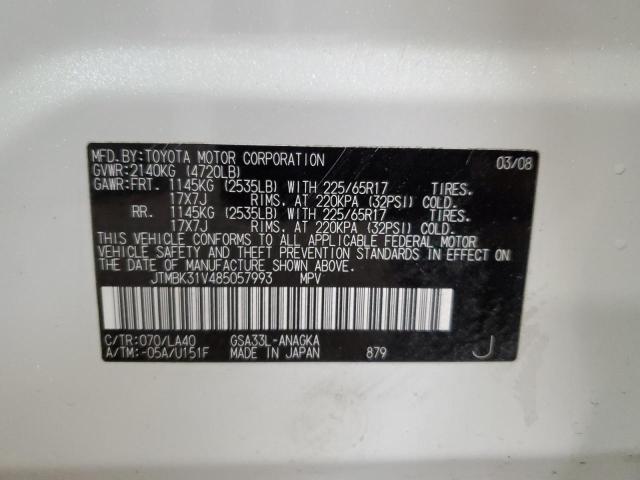 MFD.BY:TOYOTA MOTOR CORPORATION 03/08
GVWR:2140KG (4720LB)
GAWR:FRT. 1145KG (2535LB) WITH 225/65R17 TIRES.
17X7J RIMS. AT 220KPA (32PSI) COLD.
RR. 1145KG (2535LB) WITH 225/65R17 TIRES.
17X7J RIMS. AT 220KPA (32PSI) COLD.
THIS VEHICLE CONFORMS TO ALL APPLICABLE FEDERAL MOTOR
VEHICLE SAFETY AND THEFT PREVENTION STANDARDS IN EFFECT ON
THE DATE OF MANUFACTURE SHOWN ABOVE.
JTMBK31V485057993 MPV
C/TR:070/LA40 GSA33L-ANAGKA
A/TM:-05A/U151F MADE IN JAPAN 879 J